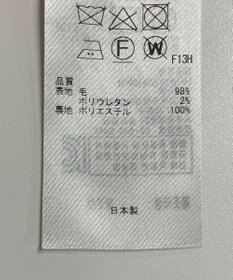 F
W
F13H
品質
表地 毛 98%
ポリウレタン 2%
裏地 ポリエステル 100%
日本製